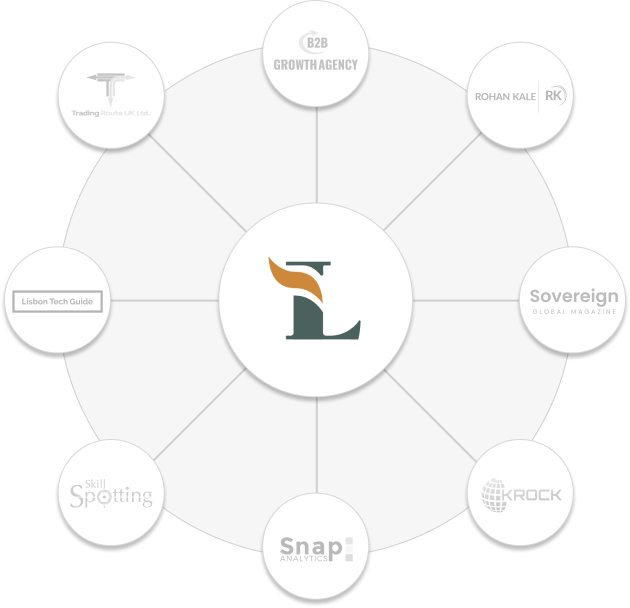 B2B
GROWTH AGENCY
Trading Route UK Ltd.
ROHAN KALE RK
Lisbon Tech Guide
L
Sovereign
GLOBAL MAGAZINE
Skill
Spotting
KROCK
Snap
ANALYTICS